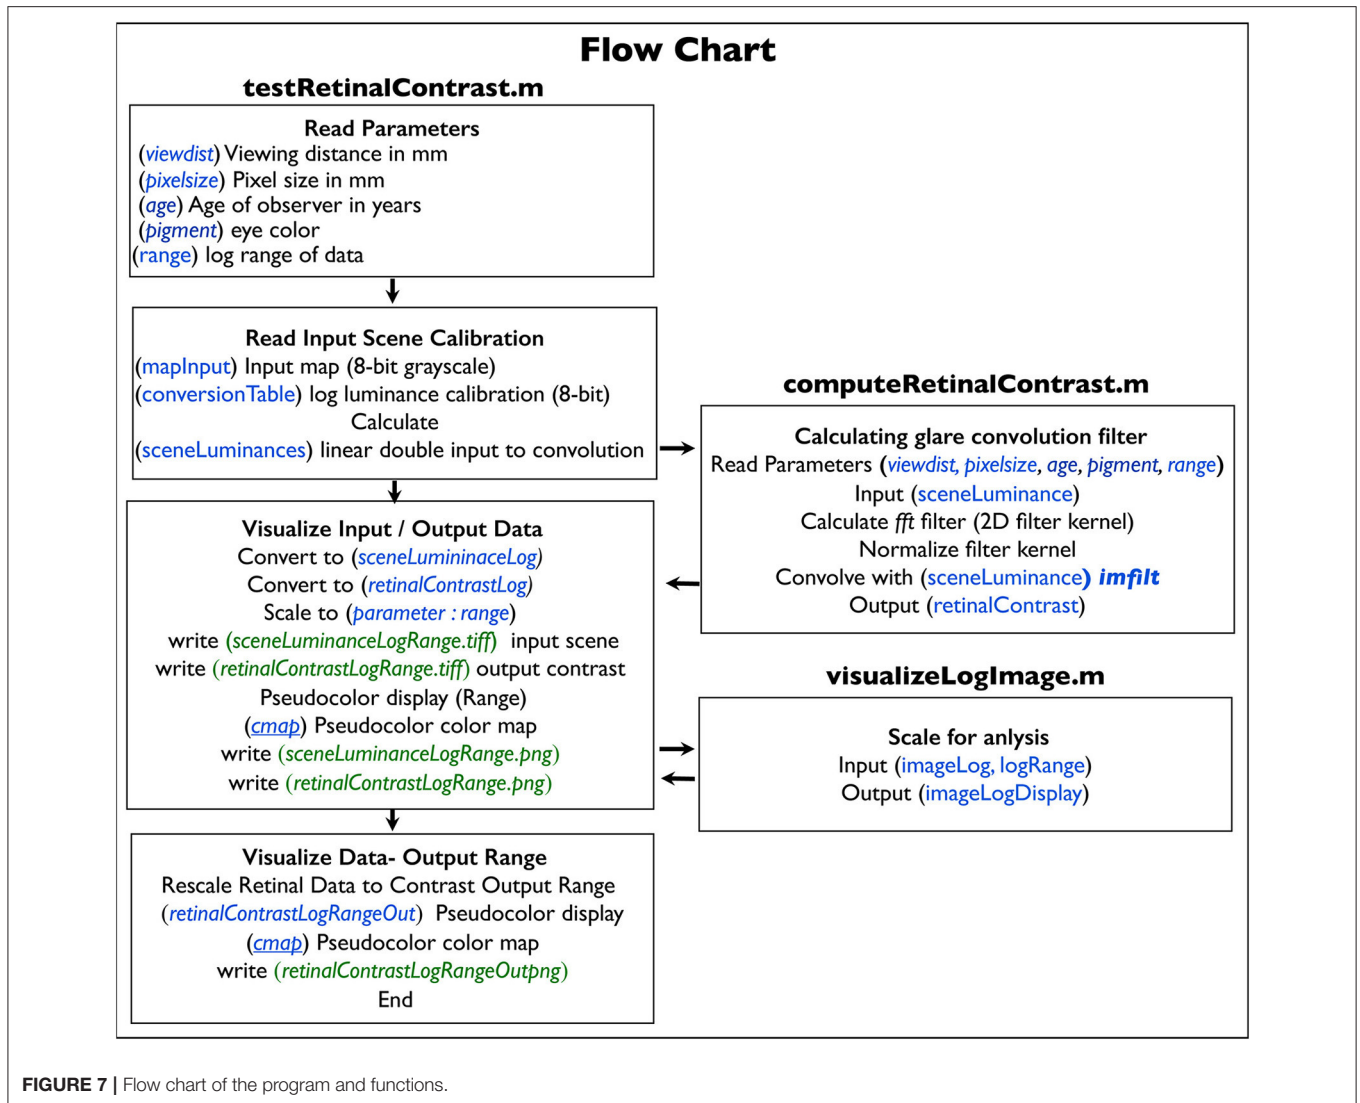 Flow Chart
testRetinalContrast.m
Read Parameters
(viewdist) Viewing distance in mm
(pixelsize) Pixel size in mm
(age) Age of observer in years
(pigment) eye color
(range) log range of data
Read Input Scene Calibration
(mapInput) Input map (8-bit grayscale)
(conversionTable) log luminance calibration (8-bit)
Calculate
(sceneLuminances) linear double input to convolution
computeRetinalContrast.m
Calculating glare convolution filter
Read Parameters (viewdist, pixelsize, age, pigment, range)
Input (sceneLuminance)
Calculate fft filter (2D filter kernel)
Normalize filter kernel
Convolve with (sceneLuminance) imfilt
Output (retinalContrast)
Visualize Input / Output Data
Convert to (sceneLumininaceLog)
Convert to (retinalContrastLog)
Scale to (parameter : range)
write (sceneLuminanceLogRange.tiff) input scene
write (retinalContrastLogRange.tiff) output contrast
Pseudocolor display (Range)
(cmap) Pseudocolor color map
write (sceneLuminanceLogRange.png)
write (retinalContrastLogRange.png)
visualizeLogImage.m
Scale for anlysis
Input (imageLog, logRange)
Output (imageLogDisplay)
Visualize Data- Output Range
Rescale Retinal Data to Contrast Output Range
(retinalContrastLogRangeOut) Pseudocolor display
(cmap) Pseudocolor color map
write (retinalContrastLogRangeOutpng)
End
FIGURE 7 | Flow chart of the program and functions.